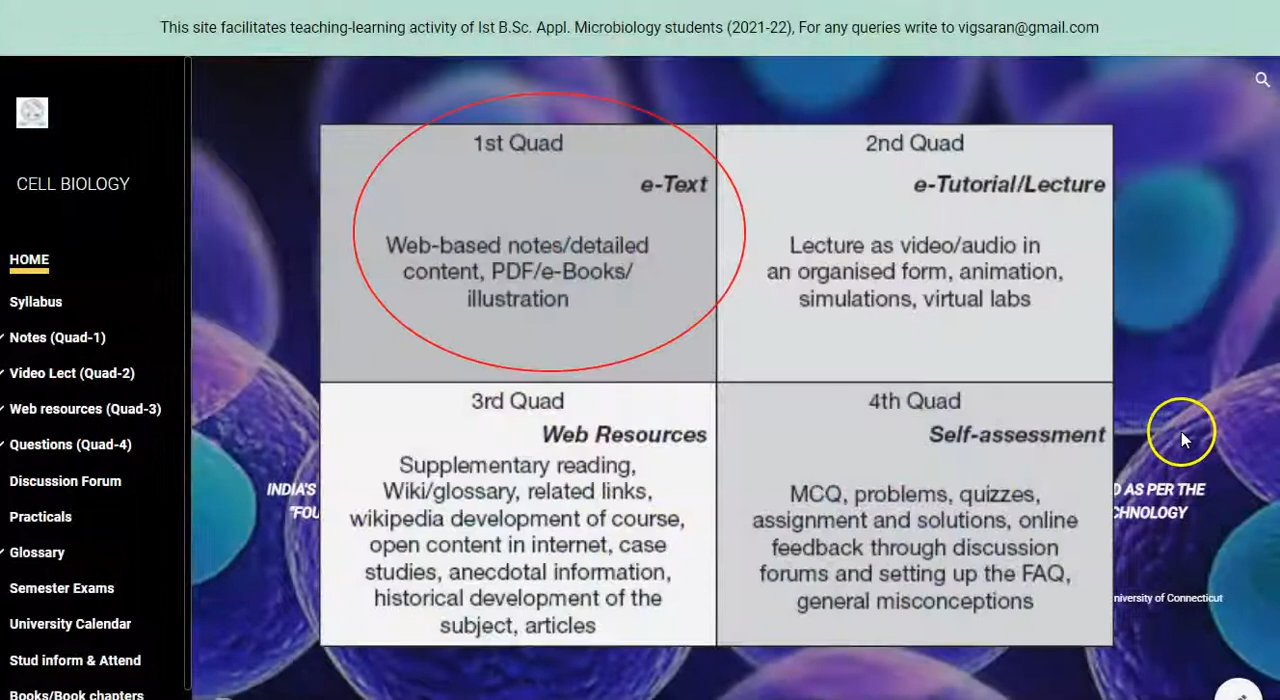 This site facilitates teaching-learning activity of Ist B.Sc. Appl. Microbiology students (2021-22), For any queries write to vigsaran@gmail.com
CELL BIOLOGY
HOME
Syllabus
Notes (Quad-1)
Video Lect (Quad-2)
Web resources (Quad-3)
Questions (Quad-4)
Discussion Forum
Practicals
Glossary
Semester Exams
University Calendar
Stud inform & Attend
Books/Book chapters
1st Quad
e-Text
Web-based notes/detailed
content, PDF/e-Books/
illustration
2nd Quad
e-Tutorial/Lecture
Lecture as video/audio in
an organised form, animation,
simulations, virtual labs
3rd Quad
Web Resources
Supplementary reading,
Wiki/glossary, related links,
wikipedia development of course,
open content in internet, case
studies, anecdotal information,
historical development of the
subject, articles
4th Quad
Self-assessment
MCQ, problems, quizzes,
assignment and solutions, online
feedback through discussion
forums and setting up the FAQ,
general misconceptions
INDIA'S
AS PER THE
University of Connecticut